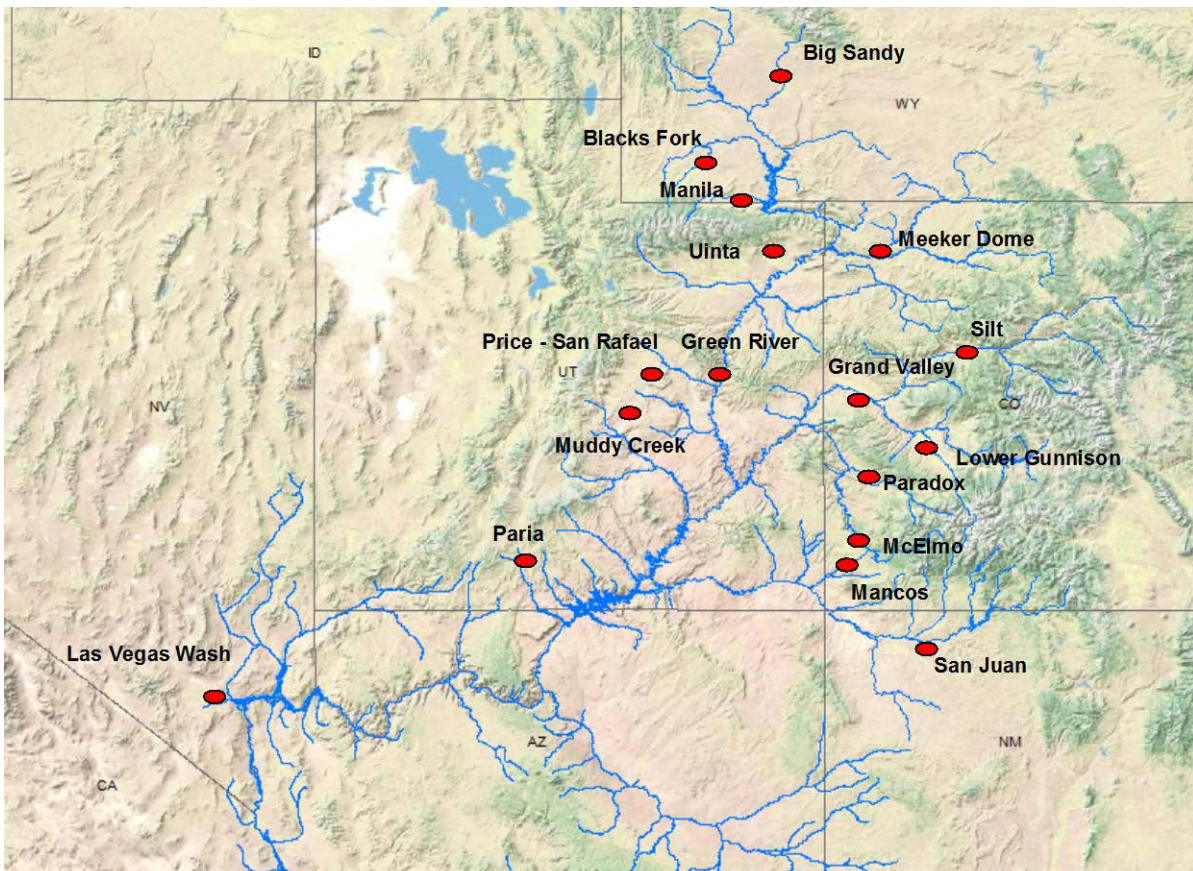 ID
Big Sandy
WY
Blacks Fork
Manila
Uinta
Meeker Dome
Silt
Price - San Rafael
Green River
UT
Grand Valley
NV
CO
Muddy Creek
Lower Gunnison
Paradox
Paria
McElmo
Mancos
Las Vegas Wash
San Juan
AZ
NM
CA